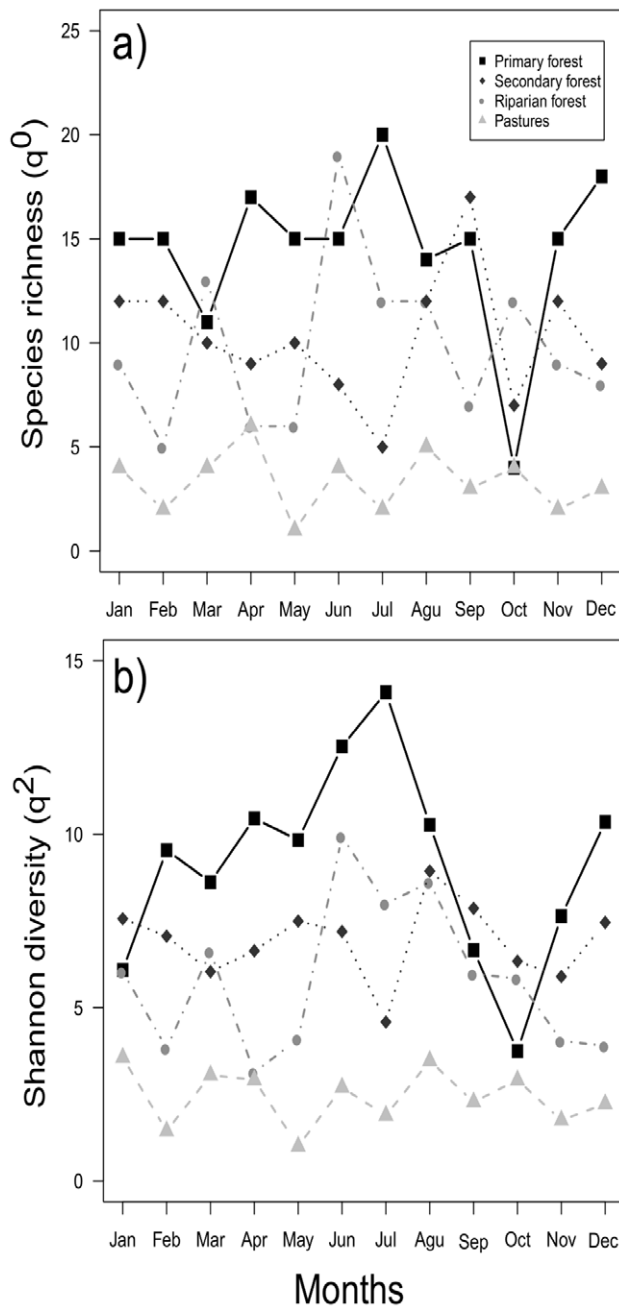 a)
Primary forest
Secondary forest
Riparian forest
Pastures
Species richness (q⁰)
25
20
15
10
5
0
Jan Feb Mar Apr May Jun Jul Agu Sep Oct Nov Dec
b)
Shannon diversity (q²)
15
10
5
0
Jan Feb Mar Apr May Jun Jul Agu Sep Oct Nov Dec
Months